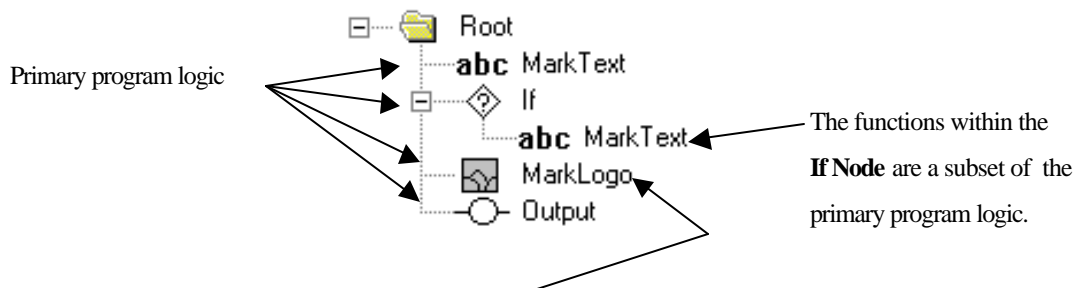 Root
Primary program logic
abc MarkText
If
abc MarkText
The functions within the
If Node are a subset of the
primary program logic.
MarkLogo
Output